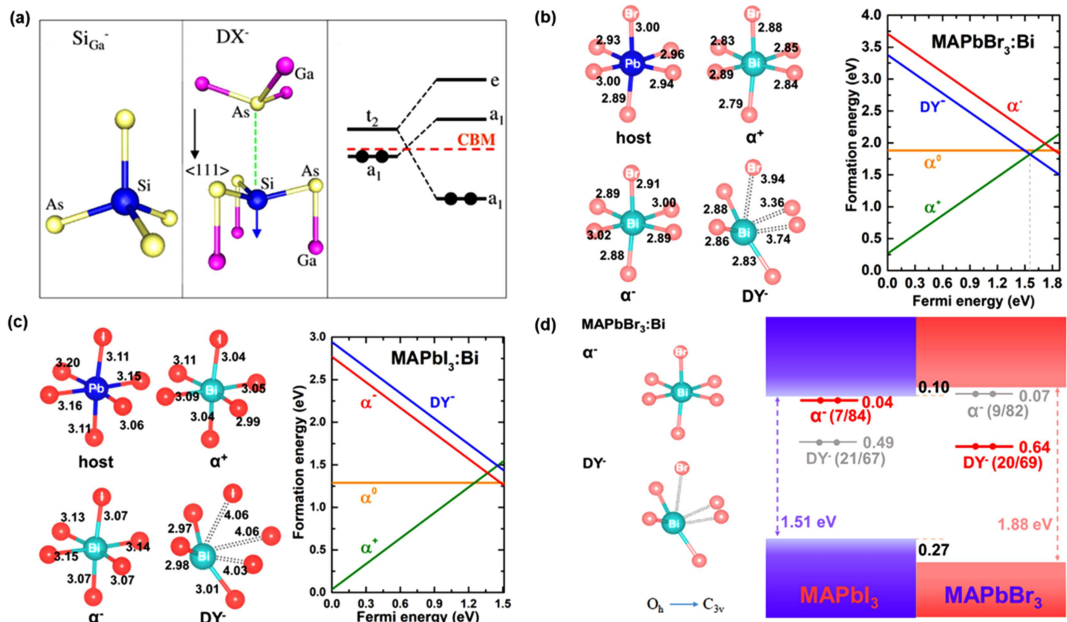 (a)
Si_Ga^-
DX^-
As
Si
Ga
As
<111>
Si
As
Ga
t₂
a₁
CBM
e
a₁
a₁
(b)
Br
3.00
2.93
Pb
2.96
3.00
2.94
2.89
host
Br
2.88
2.83
2.85
Bi
2.89
2.84
2.79
α⁺
Br
2.91
2.89
3.00
Bi
3.02
2.89
2.88
α⁻
Br
3.94
2.88
3.36
Bi
2.86
3.74
2.83
DY⁻
Formation energy (eV)
4.0
3.5
3.0
2.5
2.0
1.5
1.0
0.5
0.0
MAPbBr₃:Bi
α⁻
DY⁻
α⁰
α⁺
0.0 0.3 0.6 0.9 1.2 1.5 1.8
Fermi energy (eV)
(c)
I
3.11
3.20
3.15
Pb
3.16
3.06
3.11
host
I
3.04
3.11
Bi
3.05
3.09
2.99
3.04
α⁺
I
3.07
3.13
Bi
3.14
3.15
3.07
3.07
α⁻
I
4.06
2.97
4.06
Bi
2.98
4.03
3.01
DY⁻
Formation energy (eV)
3.0
2.5
2.0
1.5
1.0
0.5
0.0
MAPbI₃:Bi
α⁻
DY⁻
α⁰
α⁺
0.0 0.3 0.6 0.9 1.2 1.5
Fermi energy (eV)
(d)
MAPbBr₃:Bi
α⁻
Br
Bi
DY⁻
Br
Bi
O_h → C_3v
0.10
0.04
α⁻(7/84)
0.07
α⁻(9/82)
0.49
DY⁻(21/67)
0.64
DY⁻(20/69)
1.51 eV
1.88 eV
0.27
MAPbI₃
MAPbBr₃